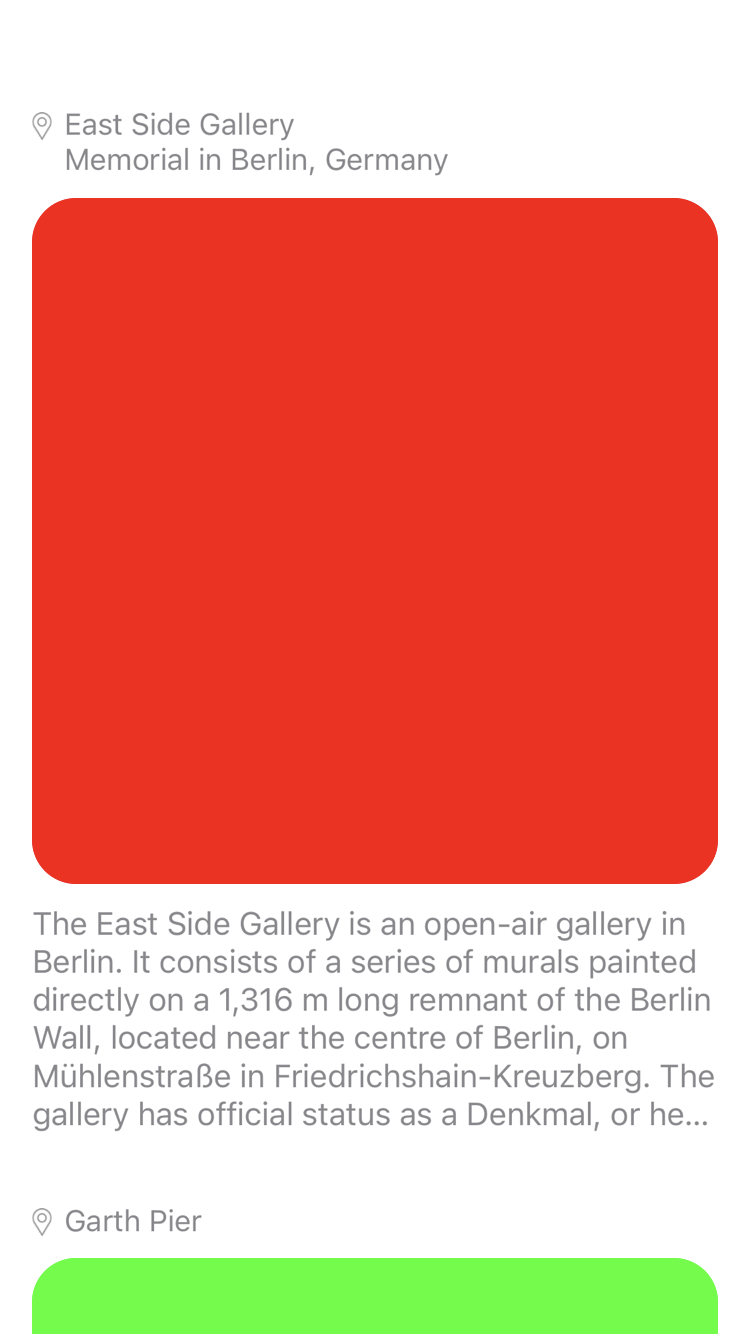 East Side Gallery
Memorial in Berlin, Germany
The East Side Gallery is an open-air gallery in
Berlin. It consists of a series of murals painted
directly on a 1,316 m long remnant of the Berlin
Wall, located near the centre of Berlin, on
Mühlenstraße in Friedrichshain-Kreuzberg. The
gallery has official status as a Denkmal, or he...
Garth Pier